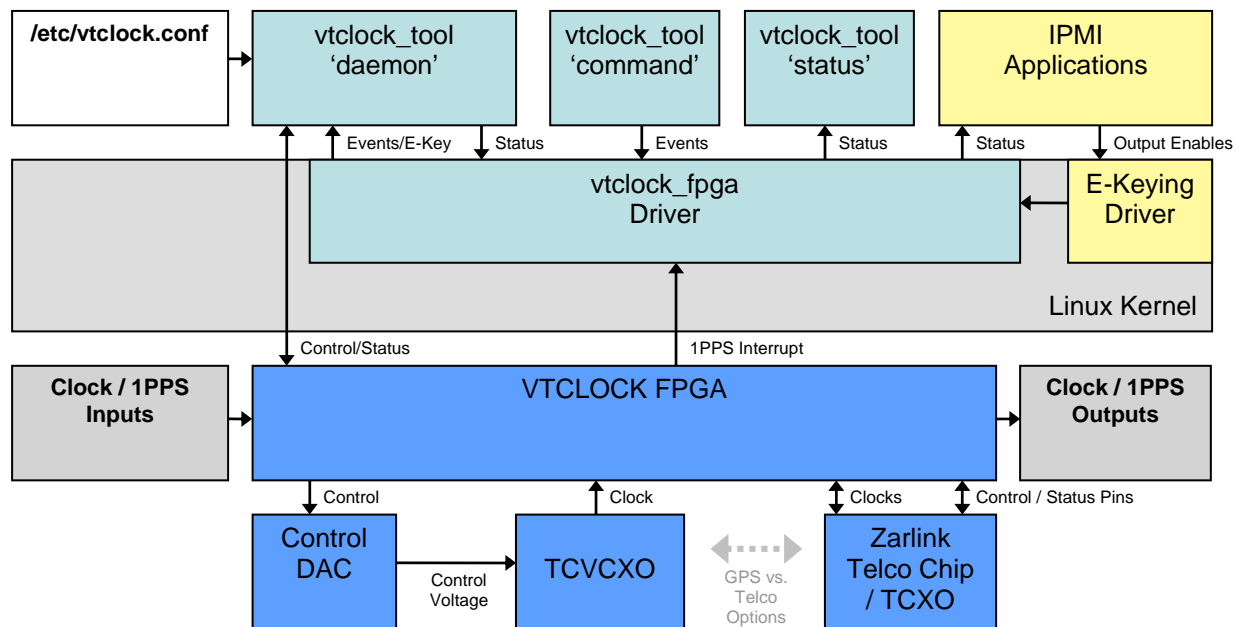 /etc/vtclock.conf
vtclock_tool
‘daemon’
vtclock_tool
‘command’
vtclock_tool
‘status’
IPMI
Applications
Events/E-Key
Status
Events
Status
Status
Output Enables
vtclock_fpga
Driver
E-Keying
Driver
Linux Kernel
Control/Status
1PPS Interrupt
Clock / 1PPS
Inputs
VTCLOCK FPGA
Clock / 1PPS
Outputs
Control
Clock
Clocks
Control / Status Pins
Control
DAC
Control
Voltage
TCVCXO
GPS vs.
Telco
Options
Zarlink
Telco Chip
/ TCXO